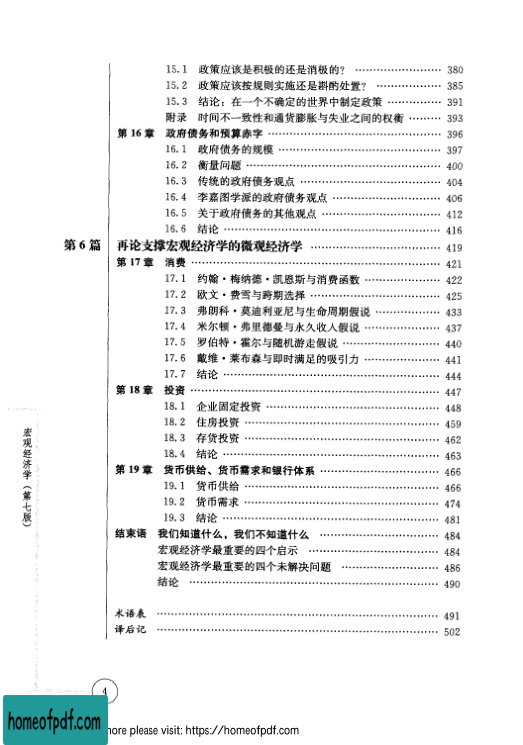 15.1 政策应该是积极的还是消极的? …………………… 380
15.2 政策应该按规则实施还是斟酌处置? ……………… 385
15.3 结论:在一个不确定的世界中制定政策 …………… 391
附录 时间不一致性和通货膨胀与失业之间的权衡 ……… 393
第16章 政府债务和预算赤字 ………………………………… 396
16.1 政府债务的规模 ……………………………………… 397
16.2 衡量问题 ……………………………………………… 400
16.3 传统的政府债务观点 ………………………………… 404
16.4 李嘉图学派的政府债务观点 ………………………… 406
16.5 关于政府债务的其他观点 …………………………… 412
16.6 结论 …………………………………………………… 416
第6篇 再论支撑宏观经济学的微观经济学 ……………………… 419
第17章 消费 …………………………………………………… 421
17.1 约翰·梅纳德·凯恩斯与消费函数 ………………… 422
17.2 欧文·费雪与跨期选择 ……………………………… 425
17.3 弗朗科·莫迪利亚尼与生命周期假说 ……………… 433
17.4 米尔顿·弗里德曼与永久收入假说 ………………… 437
17.5 罗伯特·霍尔与随机游走假说 ……………………… 440
17.6 戴维·莱布森与即时满足的吸引力 ………………… 441
17.7 结论 …………………………………………………… 444
第18章 投资 …………………………………………………… 447
18.1 企业固定投资 ………………………………………… 448
18.2 住房投资 ……………………………………………… 459
18.3 存货投资 ……………………………………………… 462
18.4 结论 …………………………………………………… 463
第19章 货币供给、货币需求和银行体系 …………………… 466
19.1 货币供给 ……………………………………………… 466
19.2 货币需求 ……………………………………………… 474
19.3 结论 …………………………………………………… 481
结束语 我们知道什么,我们不知道什么 …………………… 484
宏观经济学最重要的四个启示 ……………………… 484
宏观经济学最重要的四个未解决问题 ……………… 486
结论 …………………………………………………… 490
术语表 ………………………………………………………… 491
译后记 ………………………………………………………… 502
宏观经济学(第七版)
4
homeofpdf.com
more please visit: https://homeofpdf.com